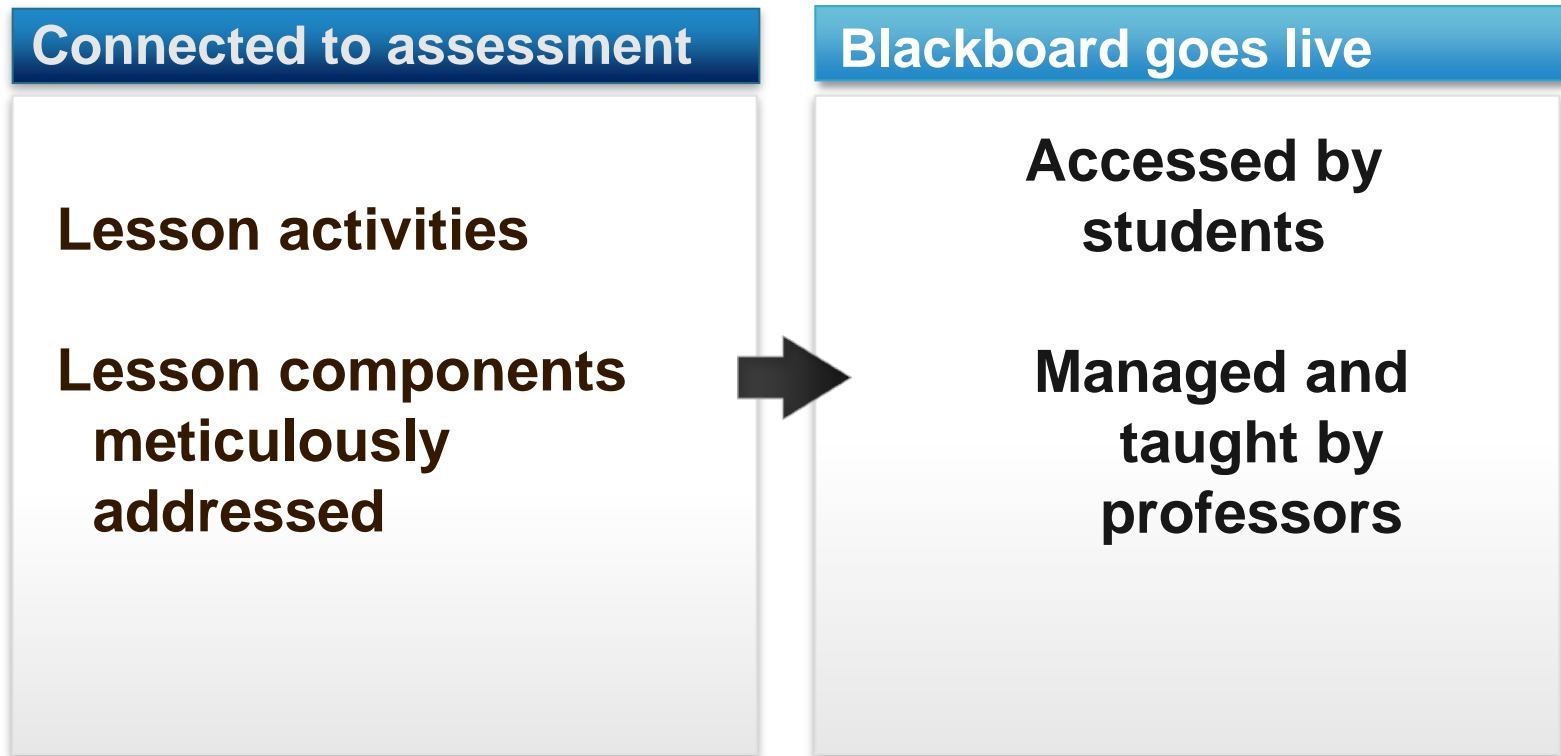 Connected to assessment
Lesson activities
Lesson components
meticulously
addressed
Blackboard goes live
Accessed by
students
Managed and
taught by
professors